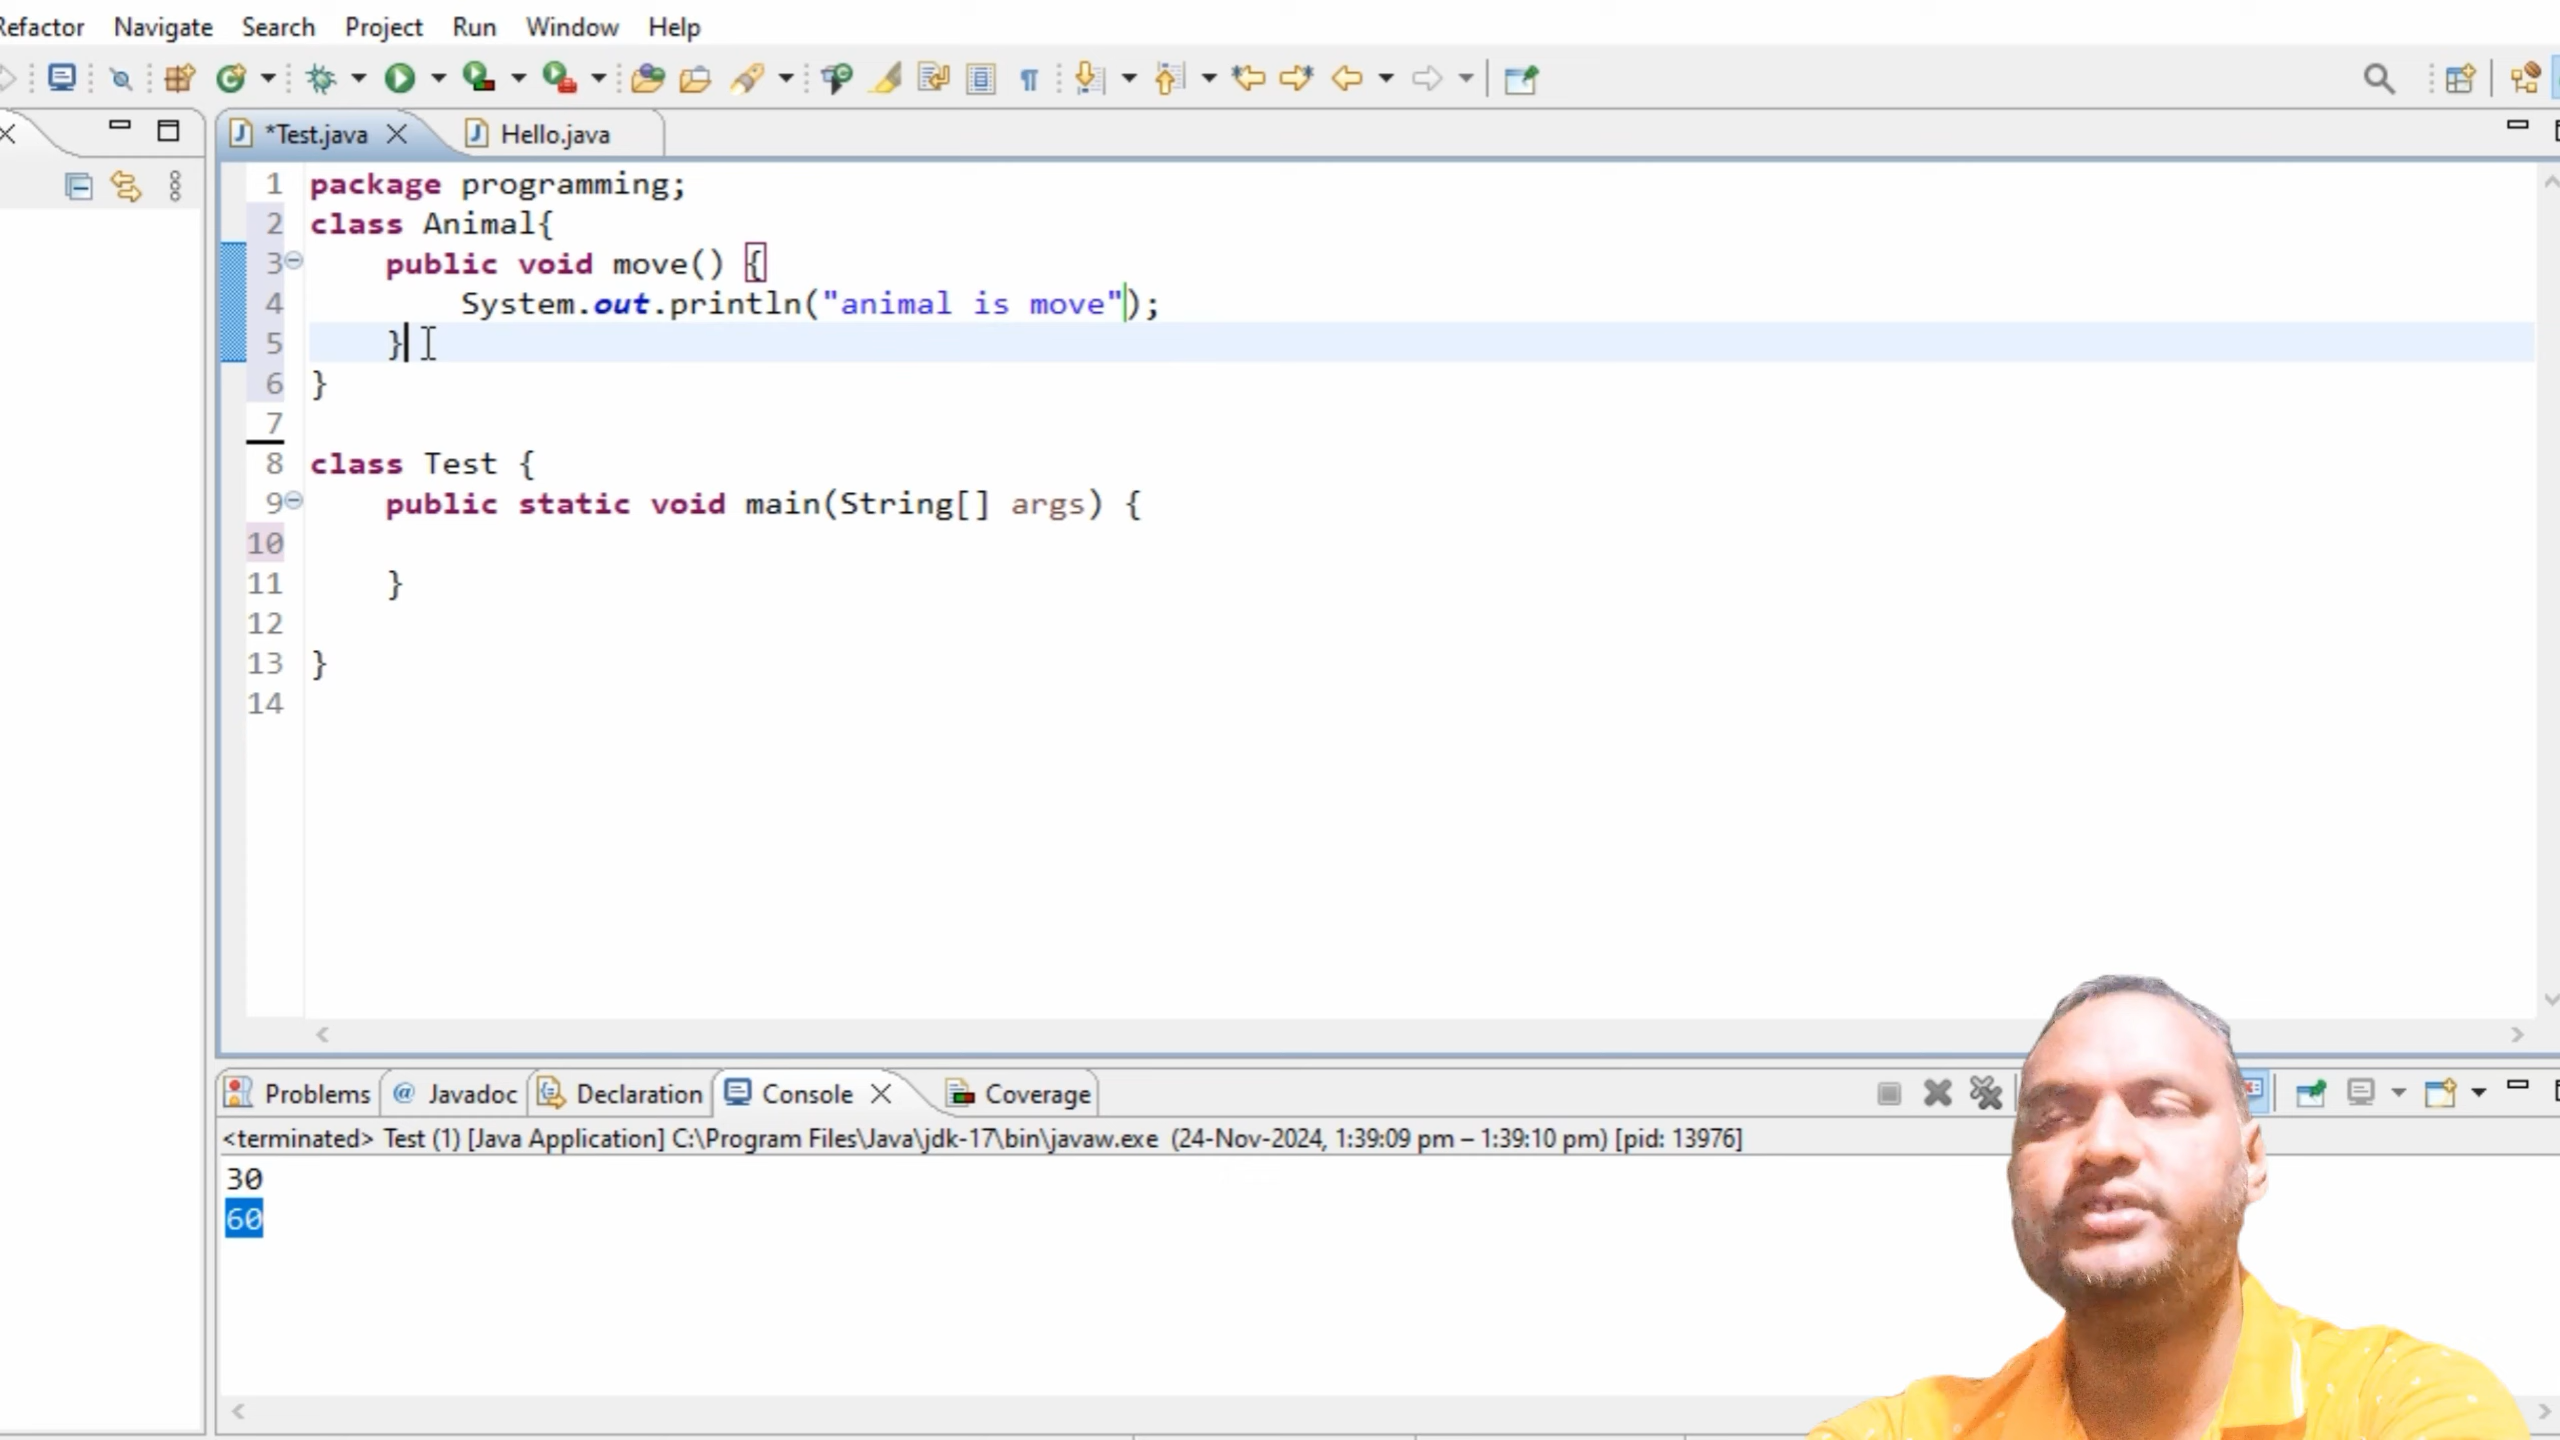 Refactor Navigate Search Project Run Window Help
*Test.java Hello.java
1 package programming;
2 class Animal{
3 public void move() {
4 System.out.println("animal is move");
5 }
6 }
7
8 class Test {
9 public static void main(String[] args) {
10
11 }
12
13 }
14
Problems @ Javadoc Declaration Console Coverage
<terminated> Test (1) [Java Application] C:\Program Files\Java\jdk-17\bin\javaw.exe (24-Nov-2024, 1:39:09 pm – 1:39:10 pm) [pid: 13976]
30
60